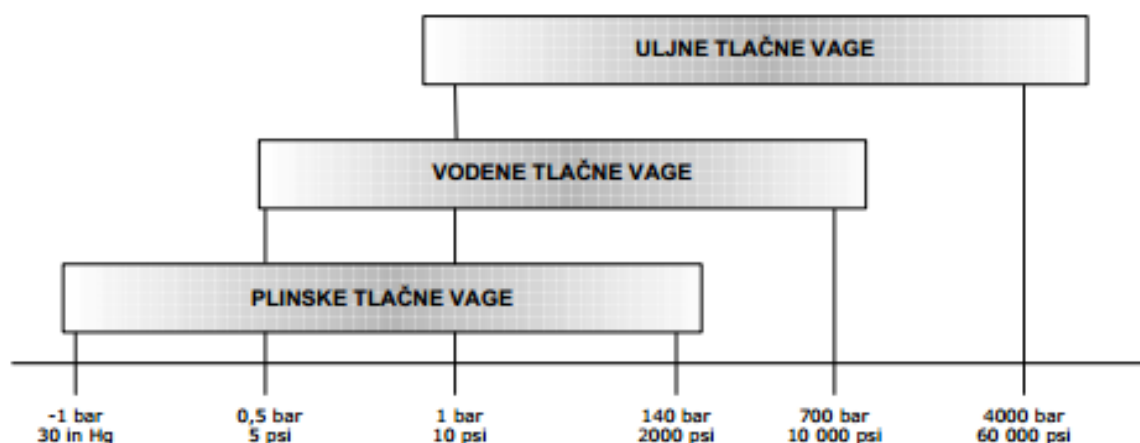 ULJNE TLAČNE VAGE
VODENE TLAČNE VAGE
PLINSKE TLAČNE VAGE
-1 bar 0,5 bar 1 bar 140 bar 700 bar 4000 bar
30 in Hg 5 psi 10 psi 2000 psi 10 000 psi 60 000 psi